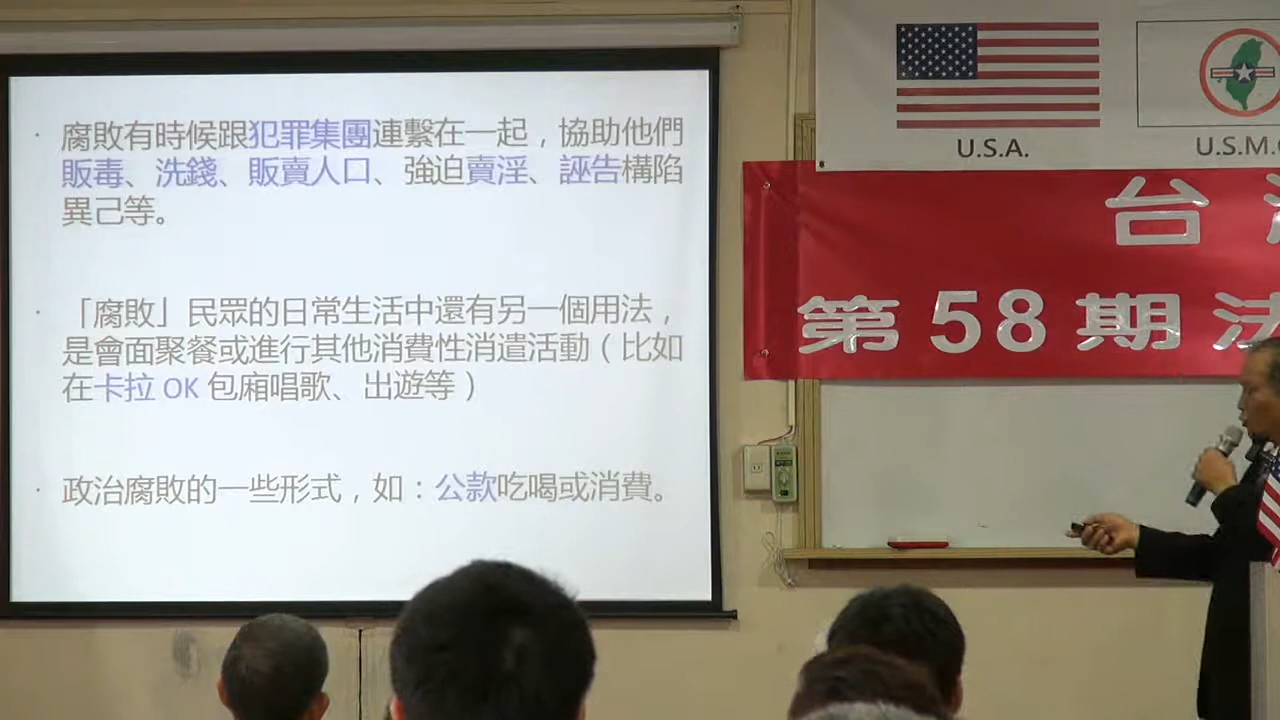 · 腐敗有時候跟犯罪集團連繫在一起，協助他們
販毒、洗錢、販賣人口、強迫賣淫、誣告構陷
異己等。
· 「腐敗」民眾的日常生活中還有另一個用法，
是會面聚餐或進行其他消費性消遣活動（比如
在卡拉 OK 包廂唱歌、出遊等）
· 政治腐敗的一些形式，如：公款吃喝或消費。
U.S.A.
U.S.M.
台
第 58 期 法